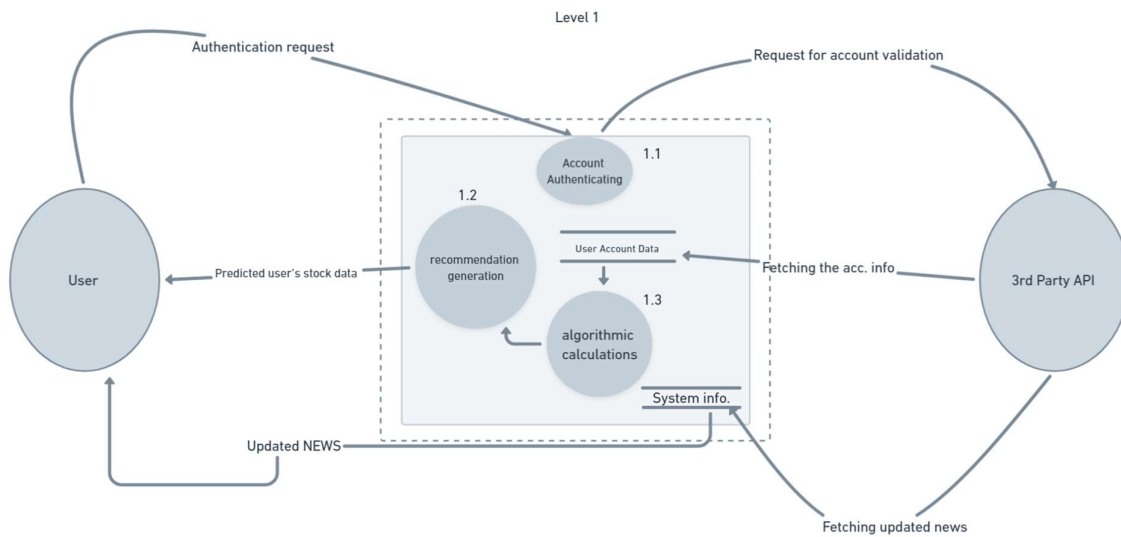 Level 1
Authentication request
Request for account validation
1.1
Account
Authenticating
1.2
User Account Data
recommendation
generation
Predicted user's stock data
Fetching the acc. info
User
3rd Party API
1.3
algorithmic
calculations
System info.
Updated NEWS
Fetching updated news